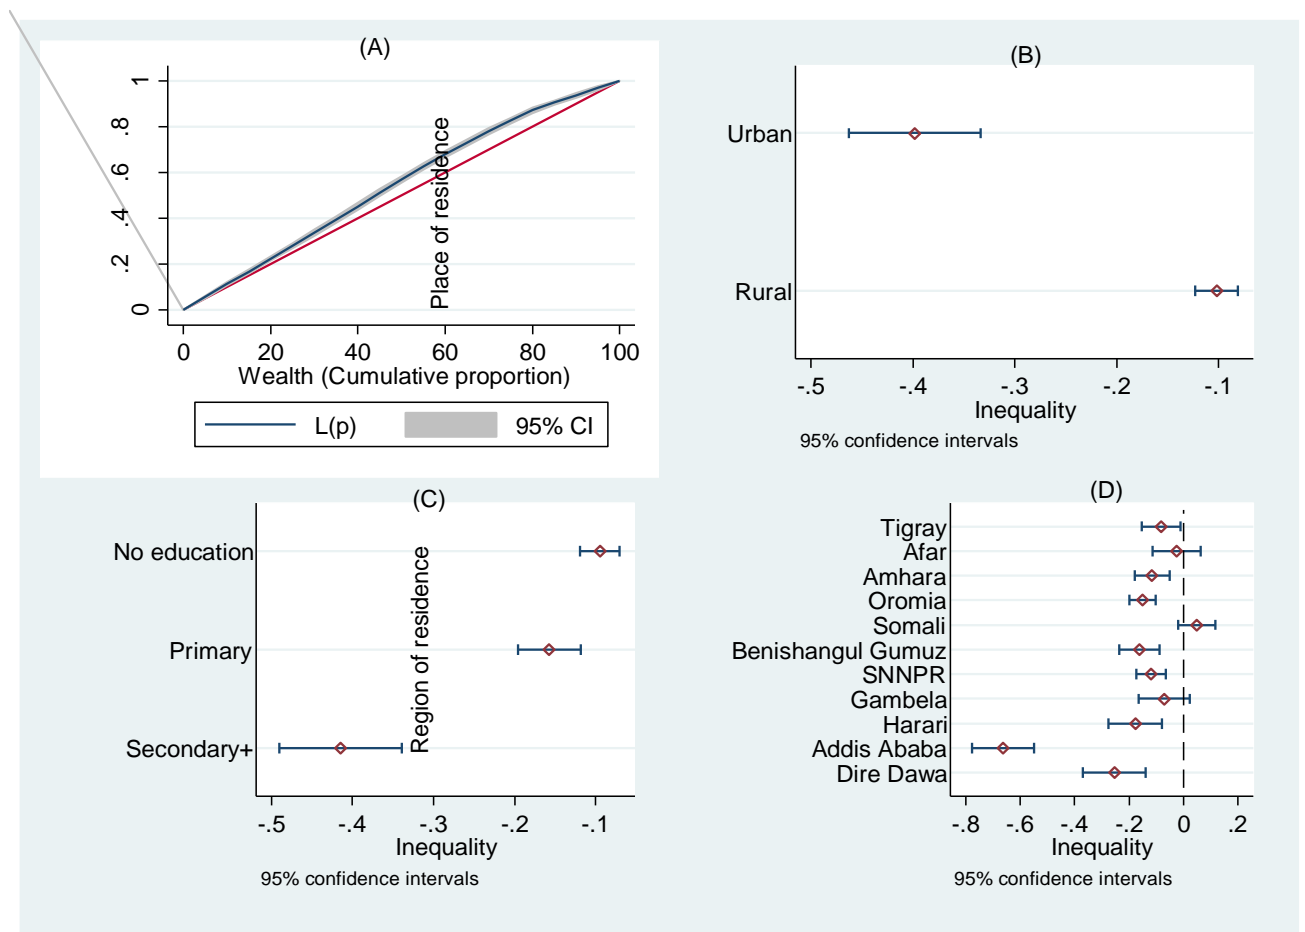 (A)
1
.8
.6
.4
.2
0
Place of residence
0 20 40 60 80 100
Wealth (Cumulative proportion)
L(p) 95% CI
(B)
Urban
Rural
-.5 -.4 -.3 -.2 -.1
Inequality
95% confidence intervals
(C)
No education
Primary
Secondary+
Region of residence
-.5 -.4 -.3 -.2 -.1
Inequality
95% confidence intervals
(D)
Tigray
Afar
Amhara
Oromia
Somali
Benishangul Gumuz
SNNPR
Gambela
Harari
Addis Ababa
Dire Dawa
-.8 -.6 -.4 -.2 0 .2
Inequality
95% confidence intervals